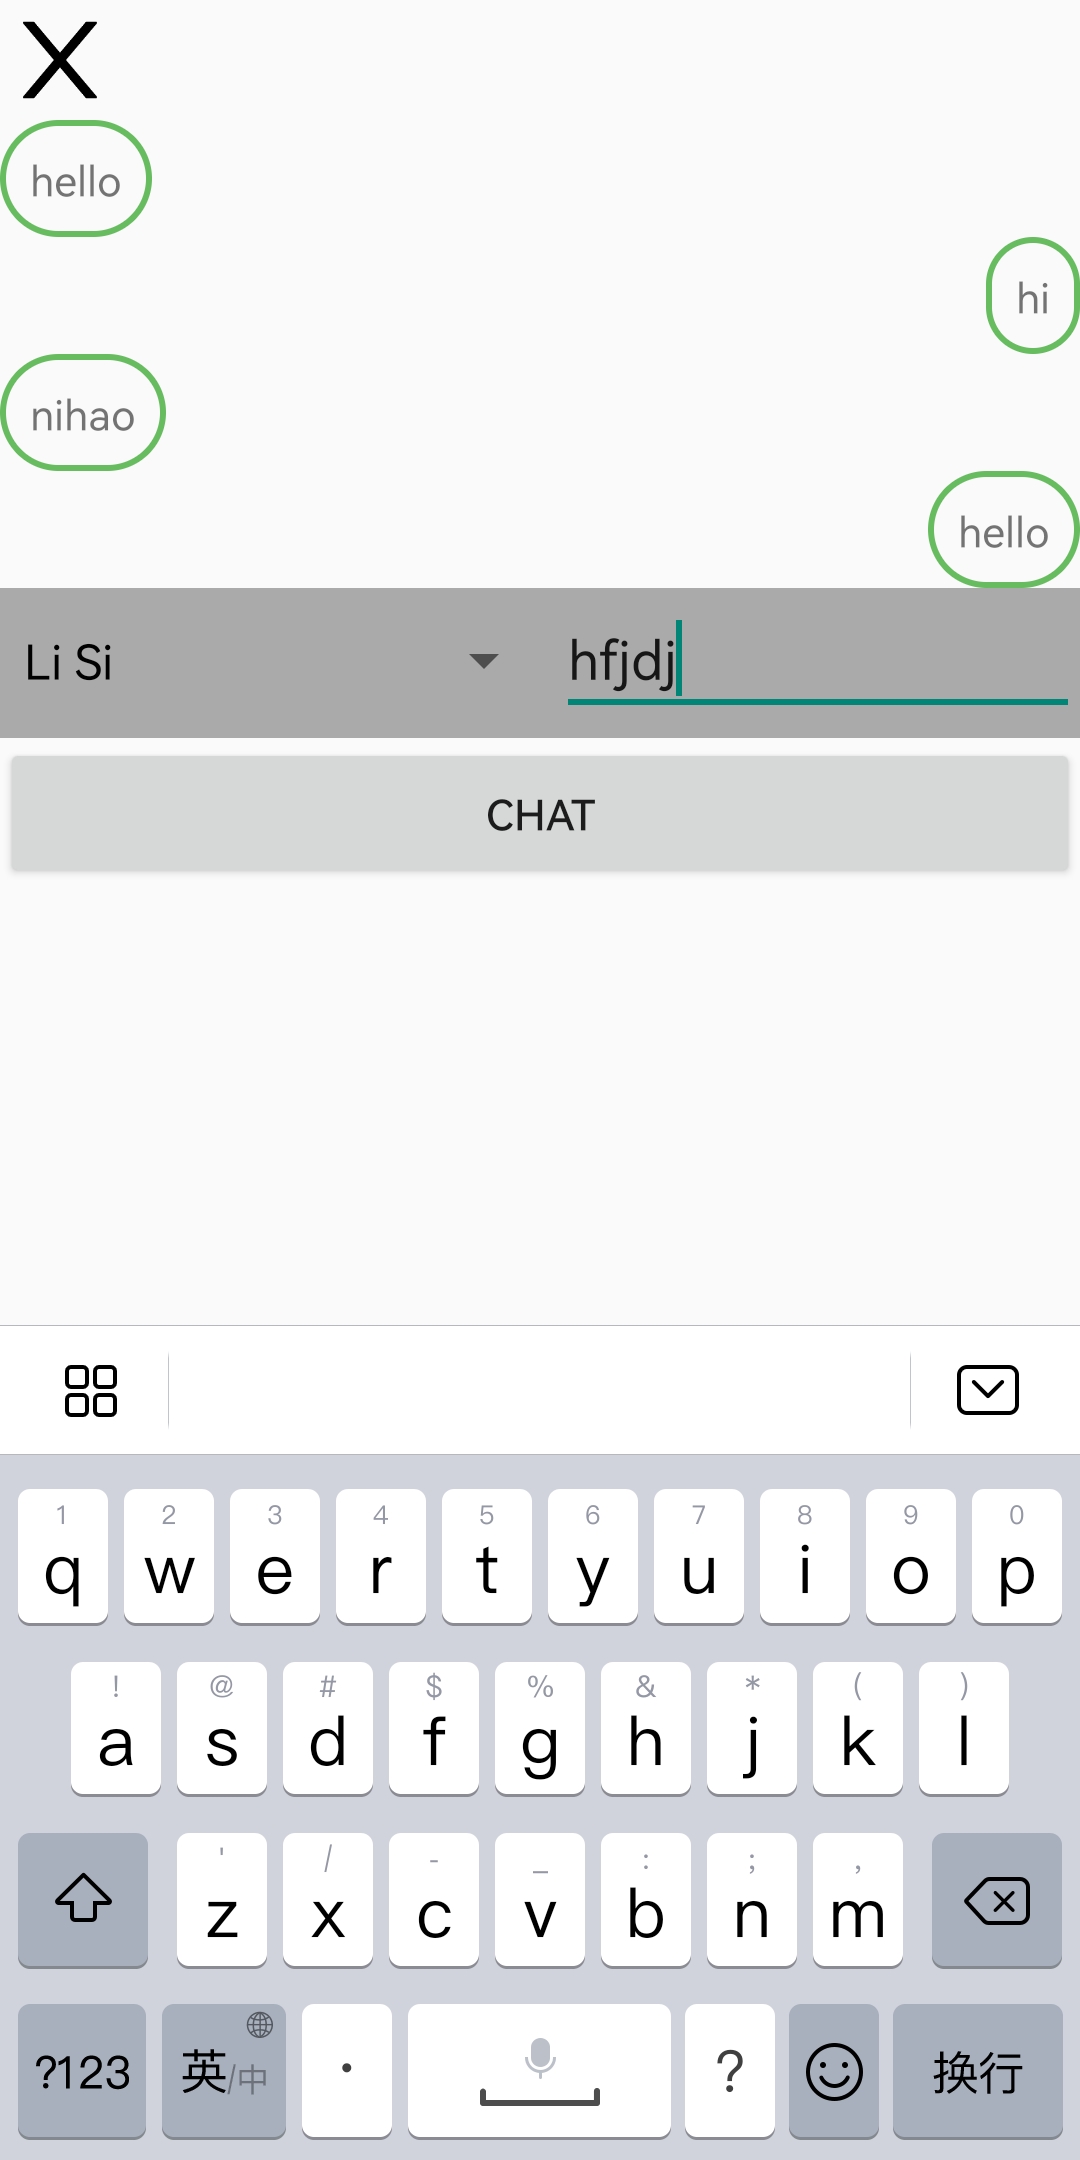 hello
hi
nihao
hello
Li Si hfjdj
CHAT
1 2 3 4 5 6 7 8 9 0
q w e r t y u i o p
! @ # $ % & * ( )
a s d f g h j k l
' / - _ : ; ,
z x c v b n m
?123 英/中 · ? 换行